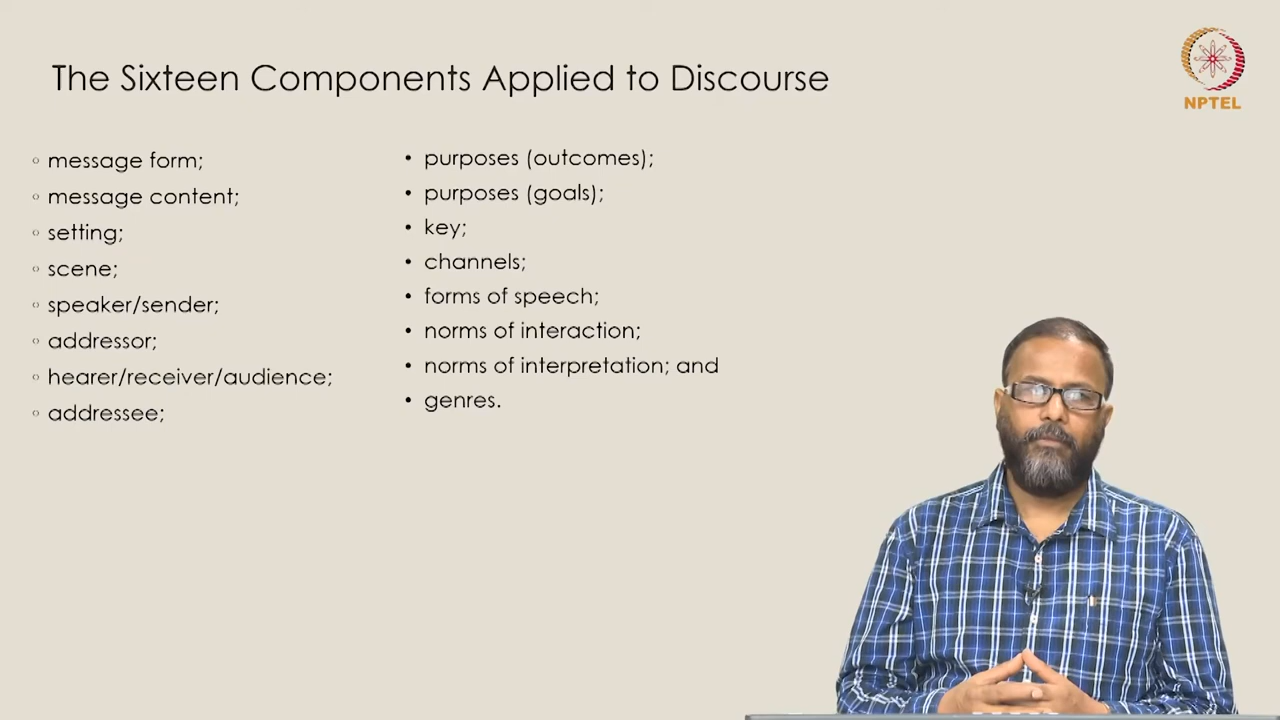 The Sixteen Components Applied to Discourse
NPTEL
message form;
message content;
setting;
scene;
speaker/sender;
addressor;
hearer/receiver/audience;
addressee;
purposes (outcomes);
purposes (goals);
key;
channels;
forms of speech;
norms of interaction;
norms of interpretation; and
genres.